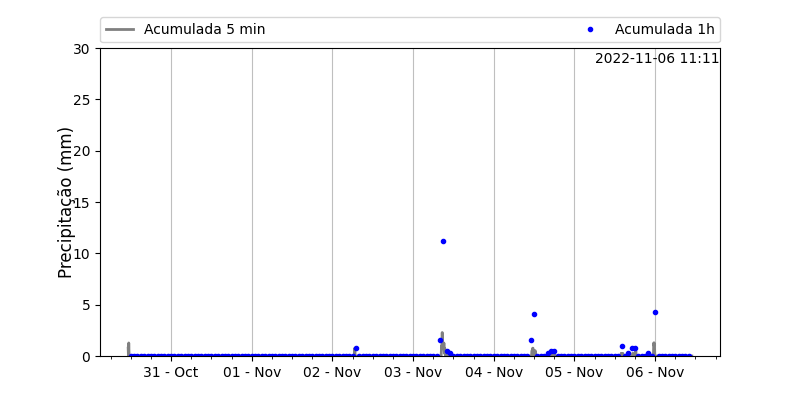 Acumulada 5 min
Acumulada 1h
2022-11-06 11:11
Precipitação (mm)
30
25
20
15
10
5
0
31 - Oct
01 - Nov
02 - Nov
03 - Nov
04 - Nov
05 - Nov
06 - Nov